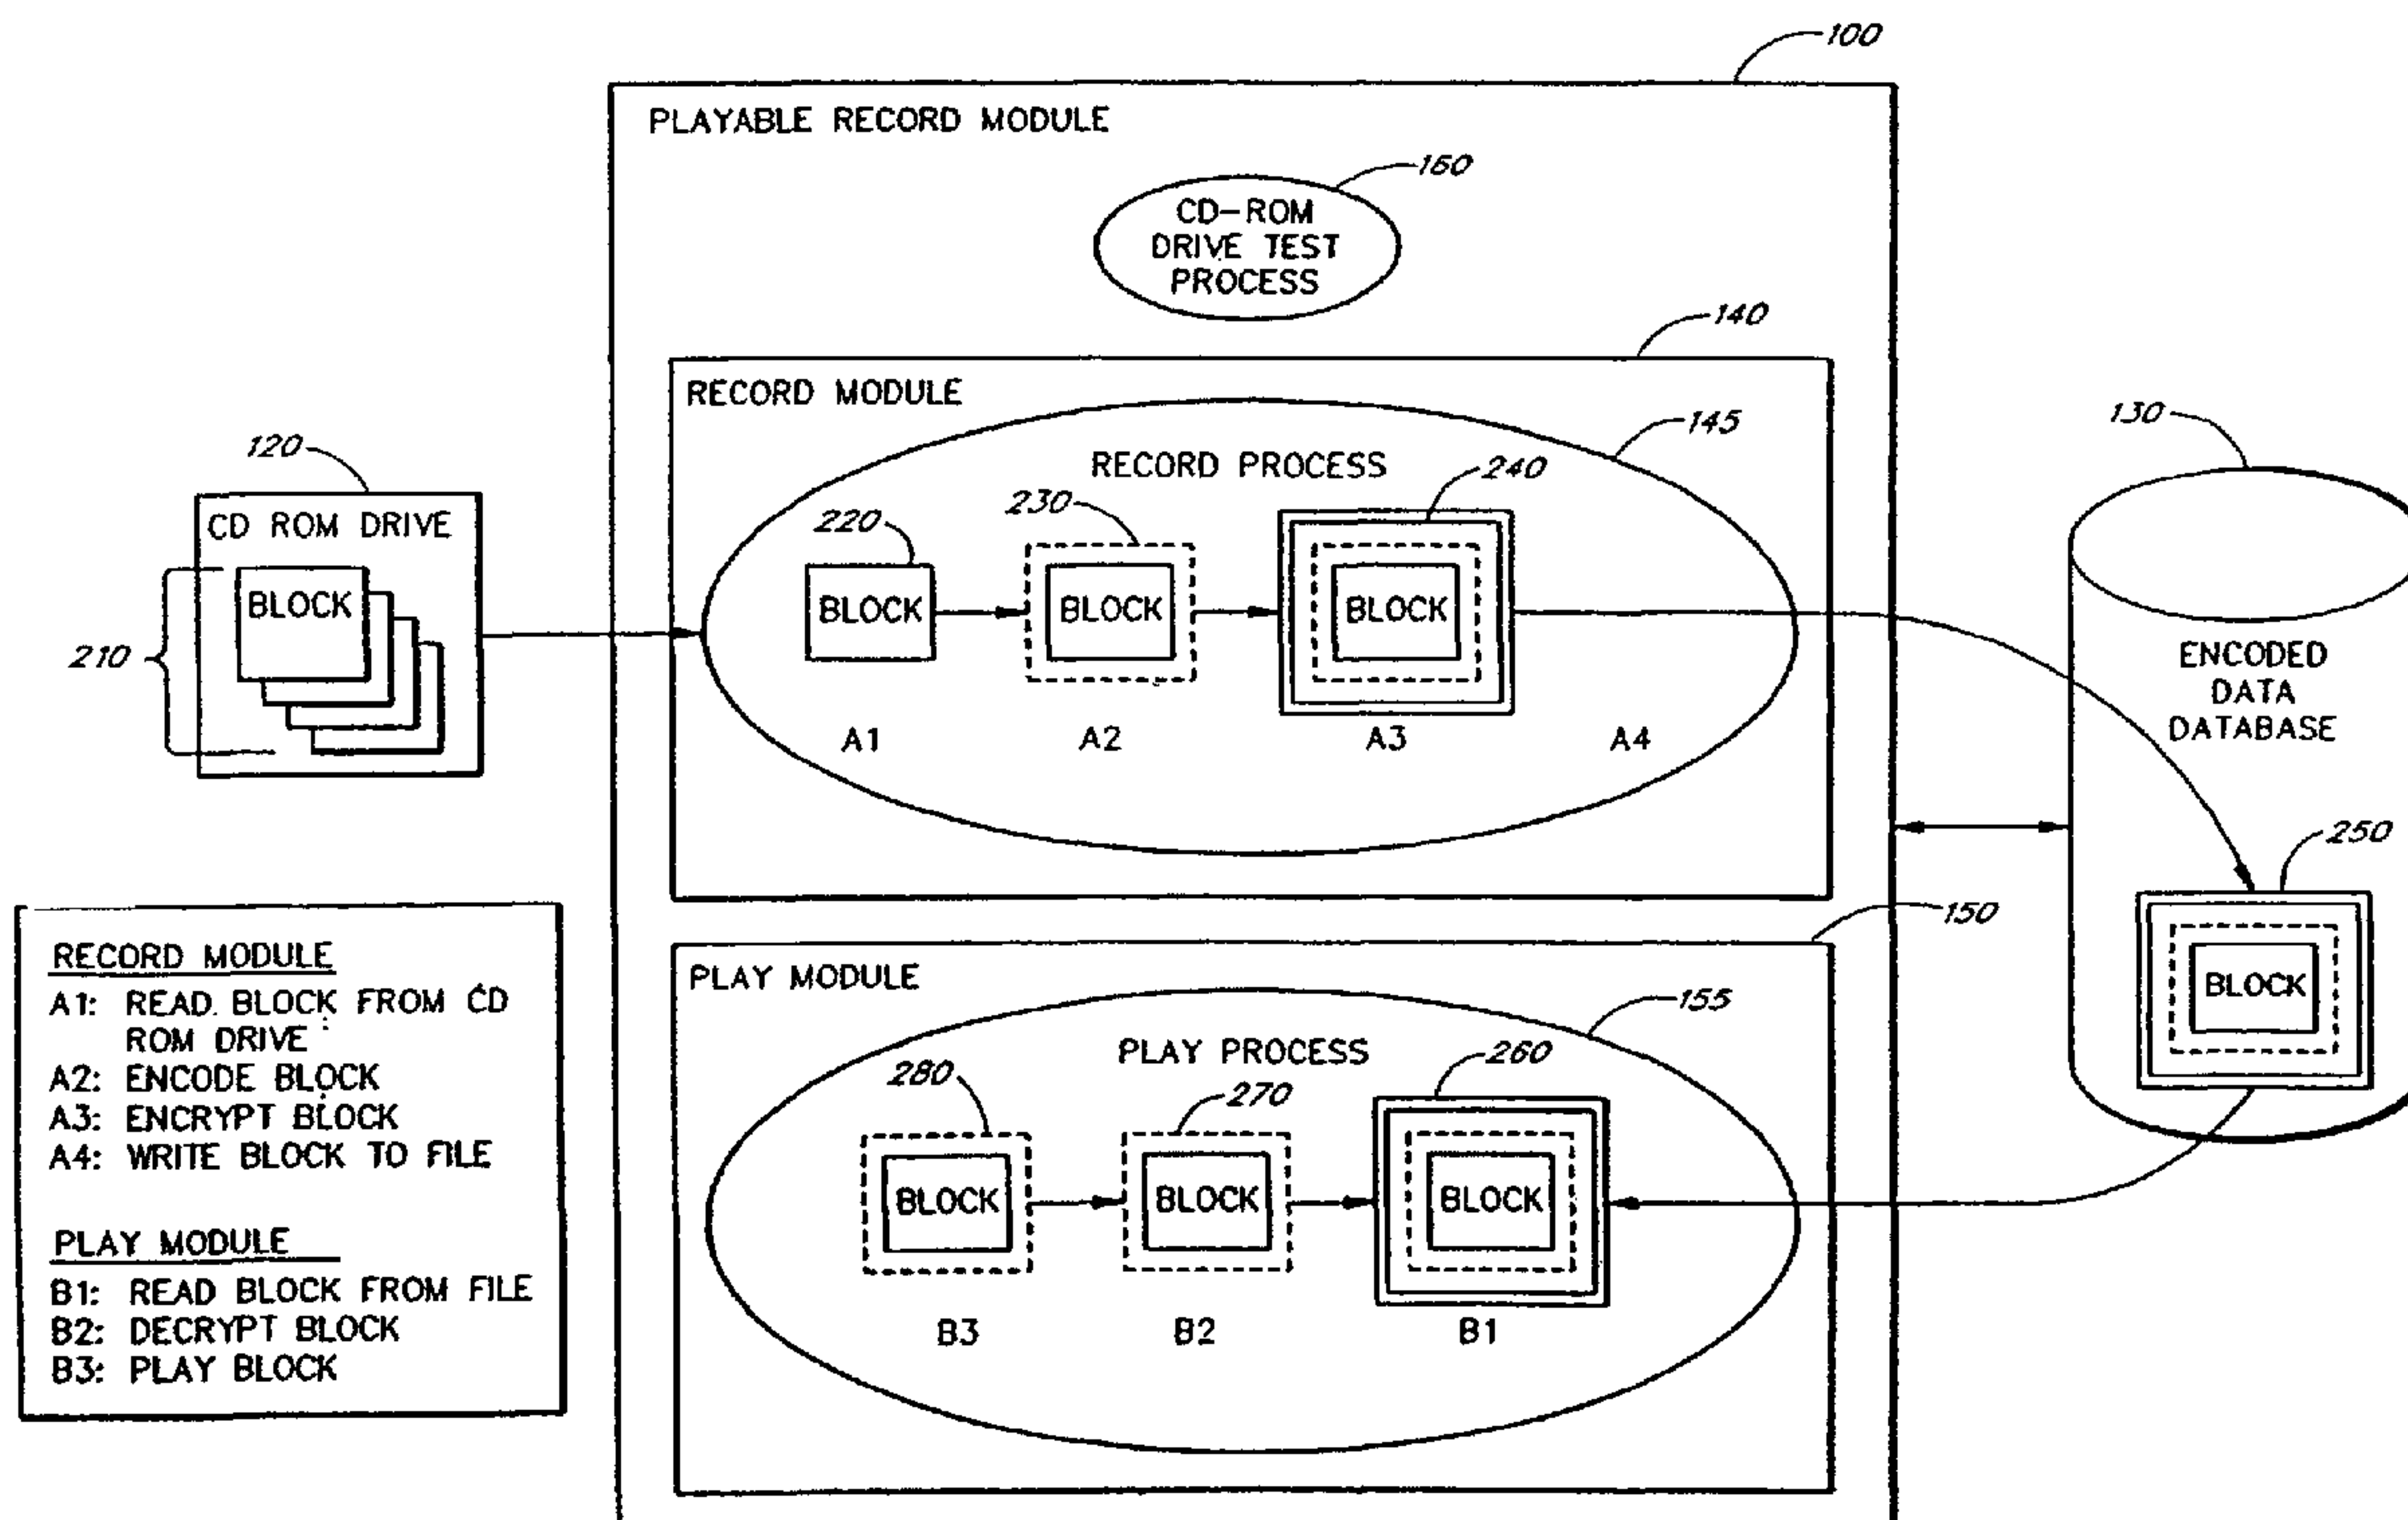 100
PLAYABLE RECORD MODULE
160
CD-ROM
DRIVE TEST
PROCESS
140
RECORD MODULE
145
RECORD PROCESS
120
CD ROM DRIVE
BLOCK
210
220
BLOCK
230
BLOCK
240
BLOCK
A1
A2
A3
A4
130
ENCODED
DATA
DATABASE
250
BLOCK
150
PLAY MODULE
155
PLAY PROCESS
280
BLOCK
270
BLOCK
260
BLOCK
B3
B2
B1
RECORD MODULE
A1: READ BLOCK FROM CD
ROM DRIVE
A2: ENCODE BLOCK
A3: ENCRYPT BLOCK
A4: WRITE BLOCK TO FILE
PLAY MODULE
B1: READ BLOCK FROM FILE
B2: DECRYPT BLOCK
B3: PLAY BLOCK